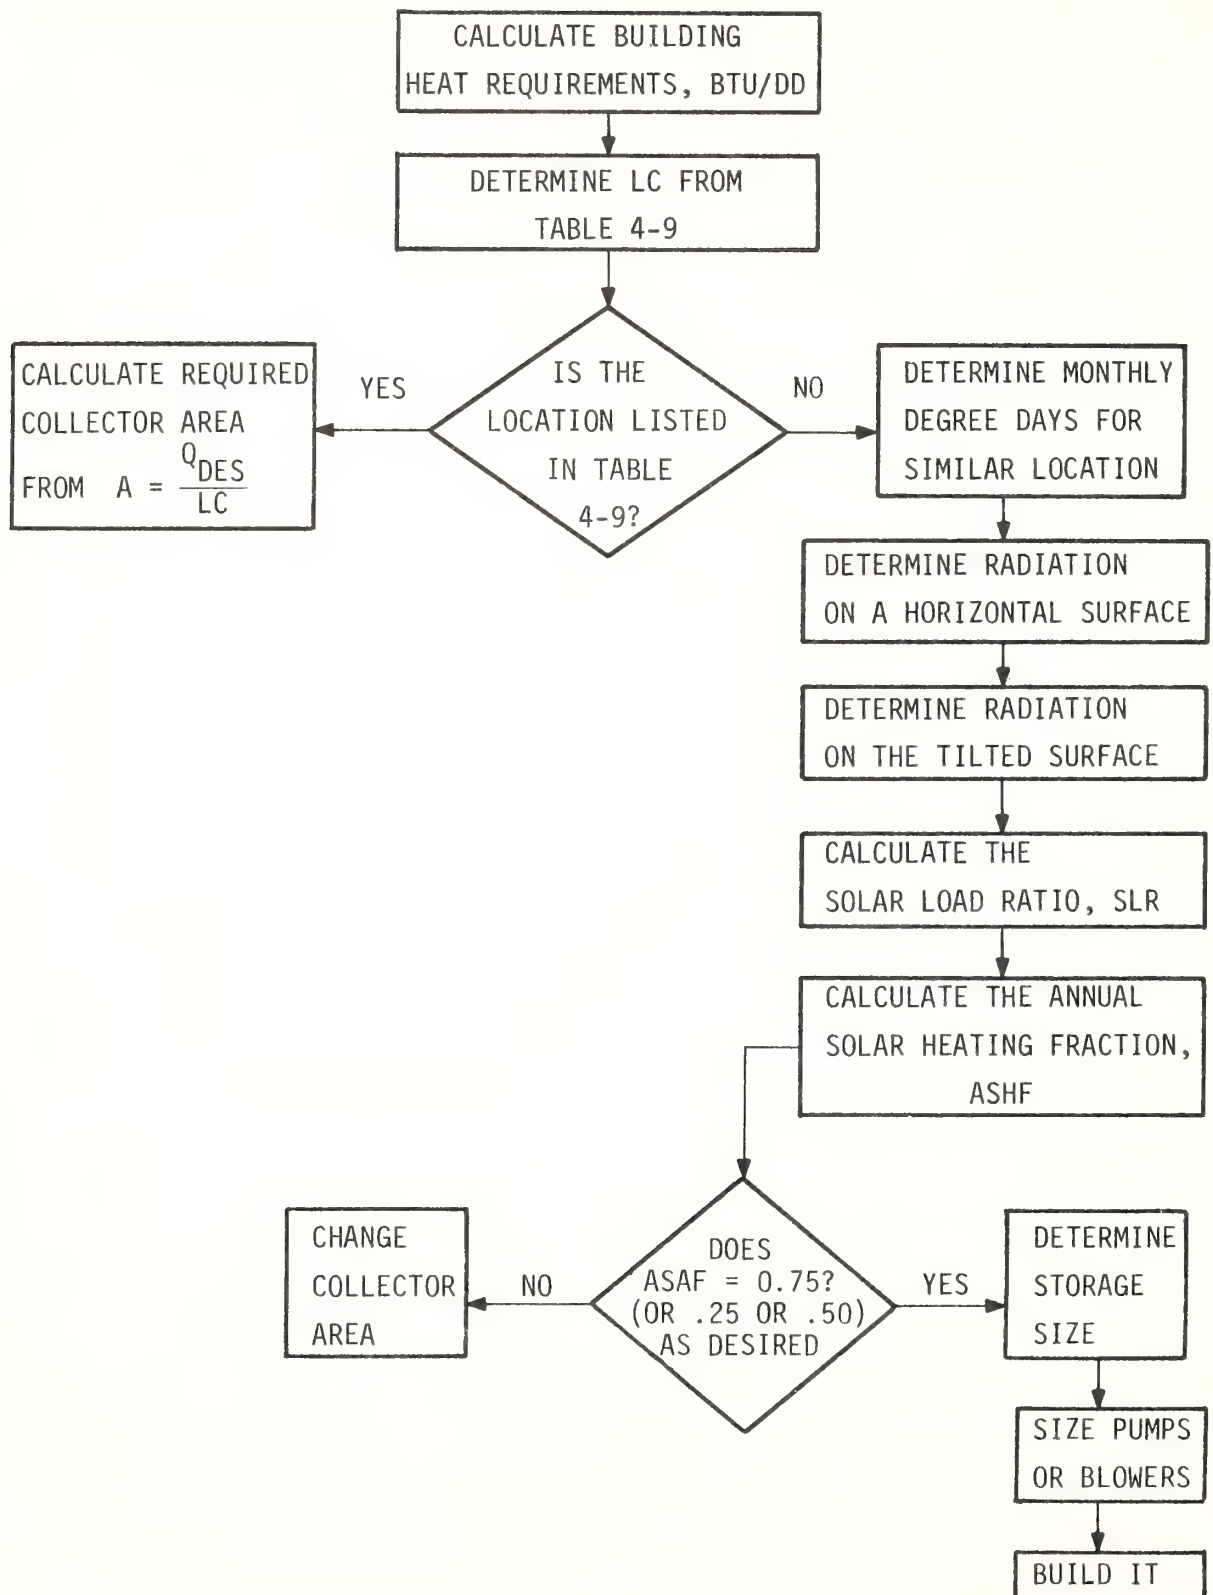 CALCULATE BUILDING
HEAT REQUIREMENTS, BTU/DD
DETERMINE LC FROM
TABLE 4-9
IS THE
LOCATION LISTED
IN TABLE
4-9?
YES
CALCULATE REQUIRED
COLLECTOR AREA
FROM A = Q_DES / LC
NO
DETERMINE MONTHLY
DEGREE DAYS FOR
SIMILAR LOCATION
DETERMINE RADIATION
ON A HORIZONTAL SURFACE
DETERMINE RADIATION
ON THE TILTED SURFACE
CALCULATE THE
SOLAR LOAD RATIO, SLR
CALCULATE THE ANNUAL
SOLAR HEATING FRACTION,
ASHF
DOES
ASAF = 0.75?
(OR .25 OR .50)
AS DESIRED
NO
CHANGE
COLLECTOR
AREA
YES
DETERMINE
STORAGE
SIZE
SIZE PUMPS
OR BLOWERS
BUILD IT